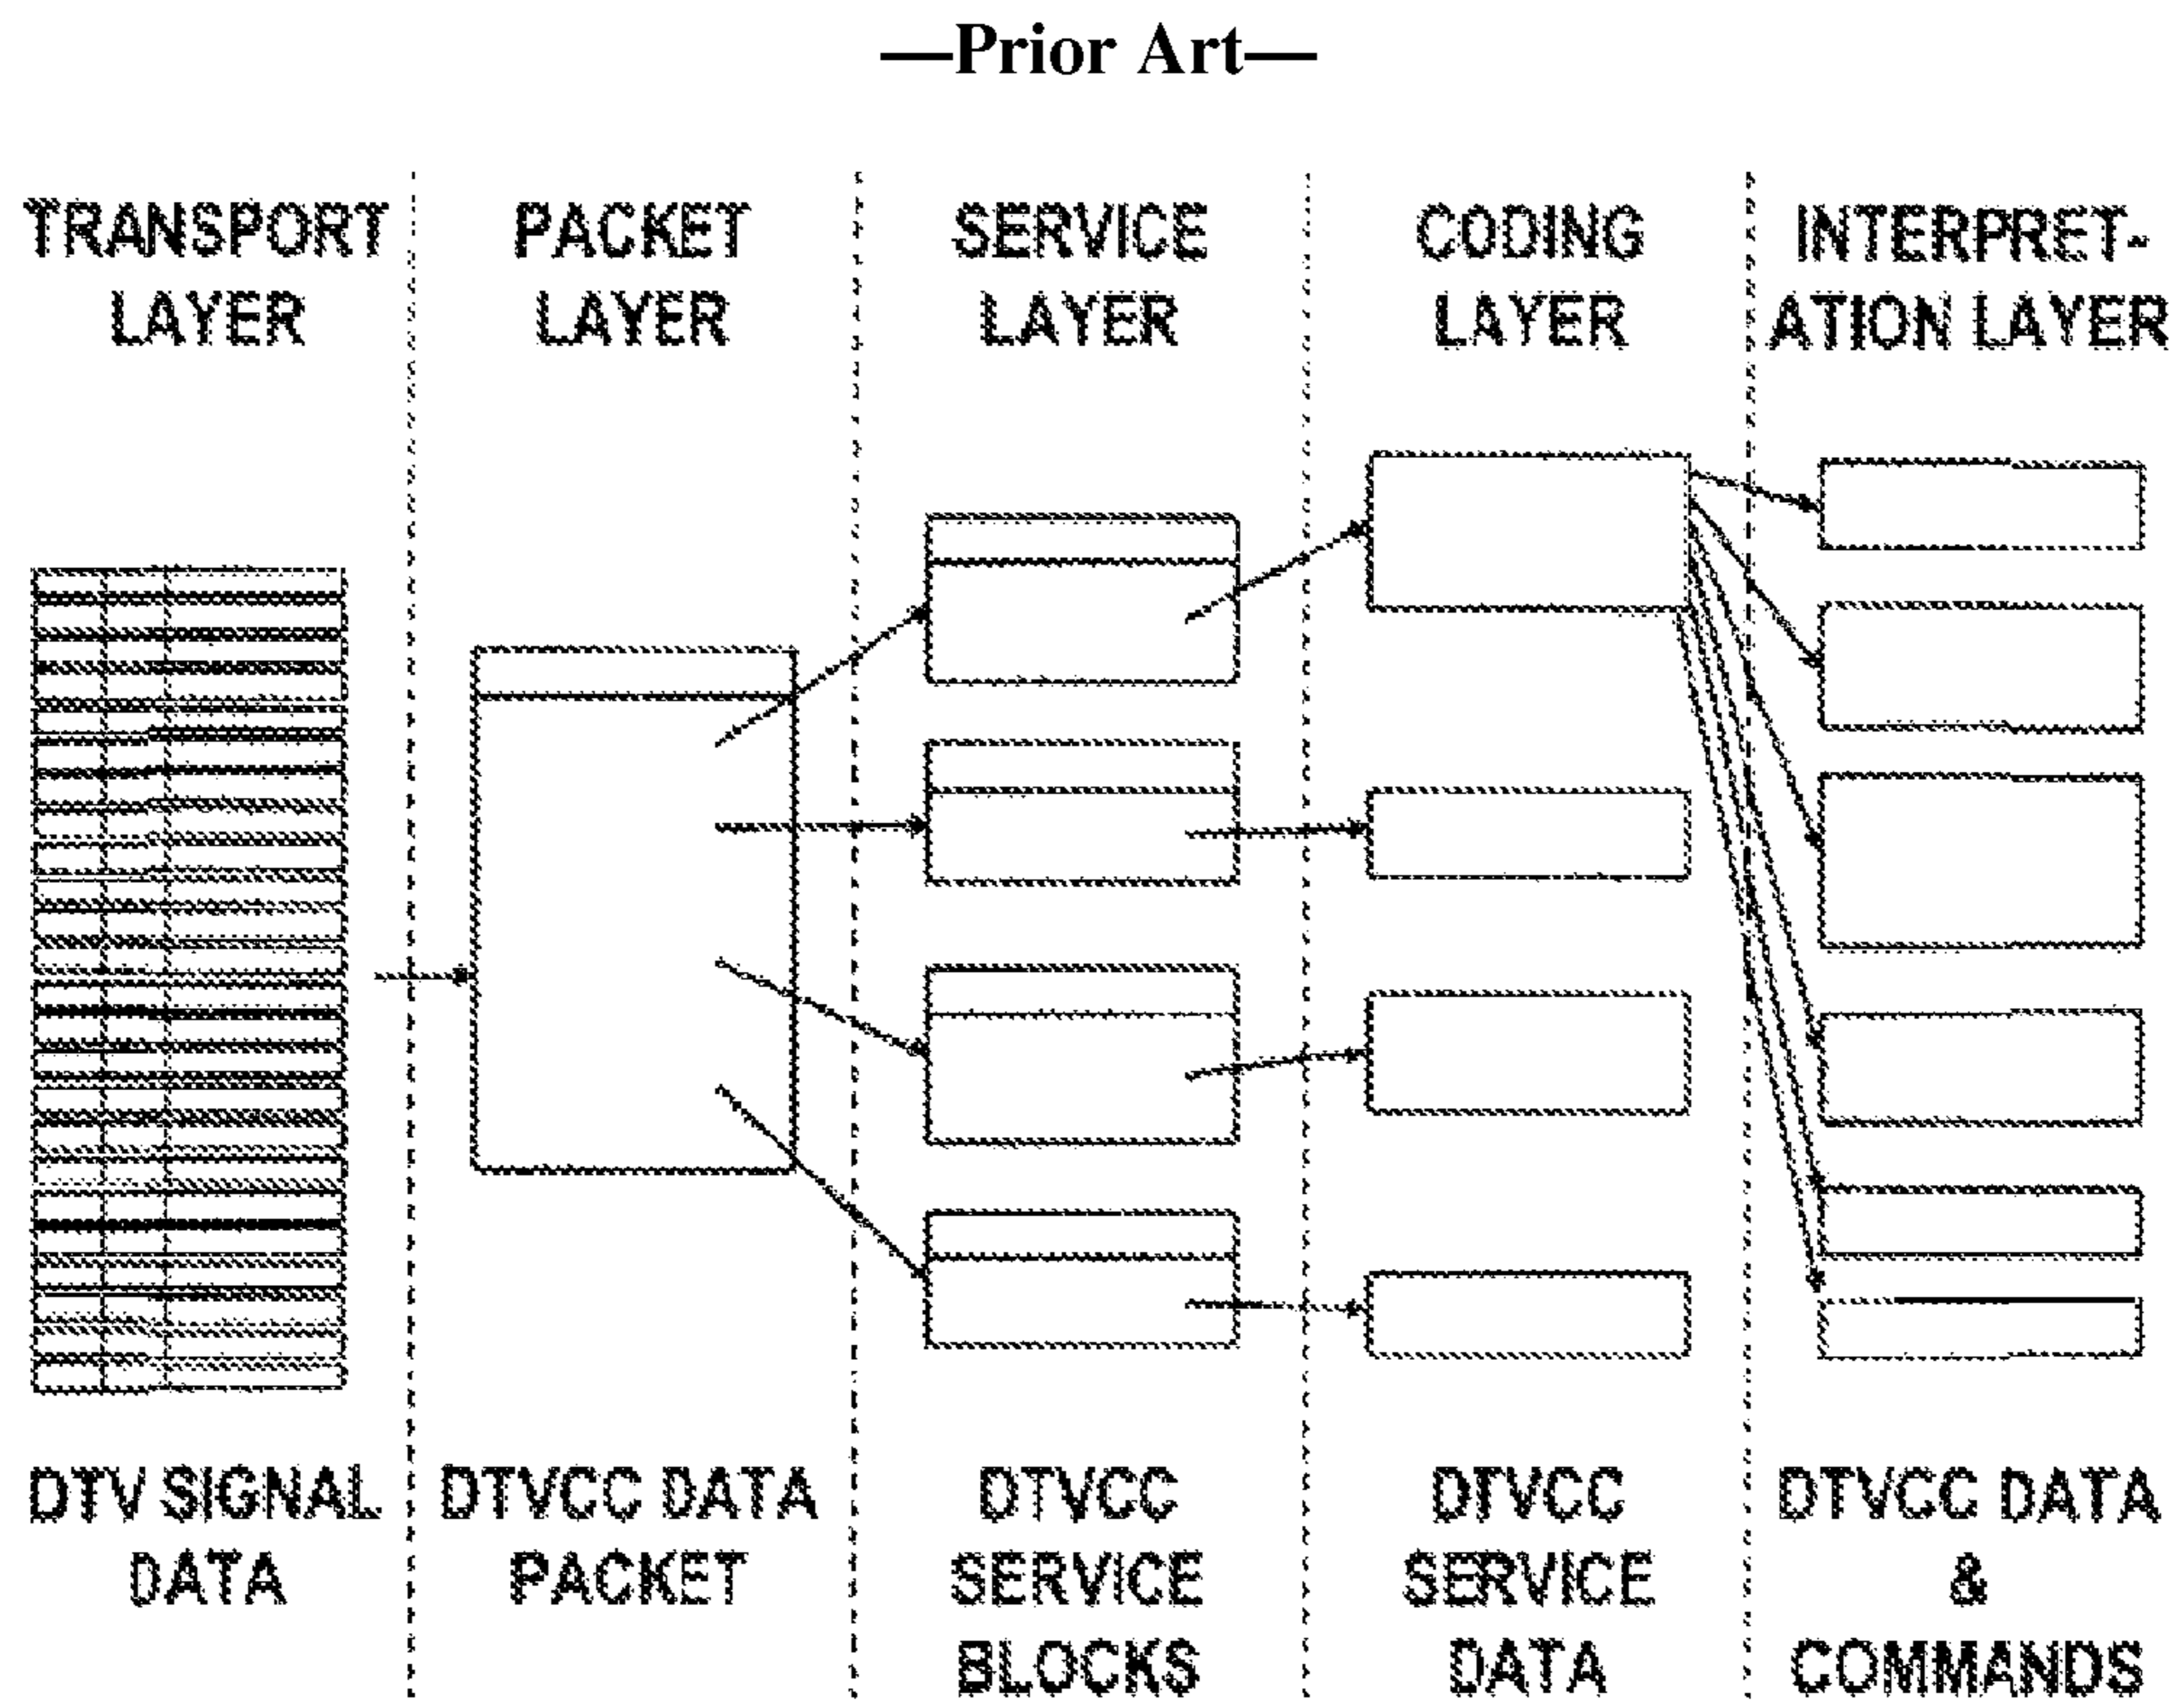 —Prior Art—
TRANSPORT
LAYER
PACKET
LAYER
SERVICE
LAYER
CODING
LAYER
INTERPRET-
ATION LAYER
DTV SIGNAL
DATA
DTVCC DATA
PACKET
DTVCC
SERVICE
BLOCKS
DTVCC
SERVICE
DATA
DTVCC DATA
&
COMMANDS